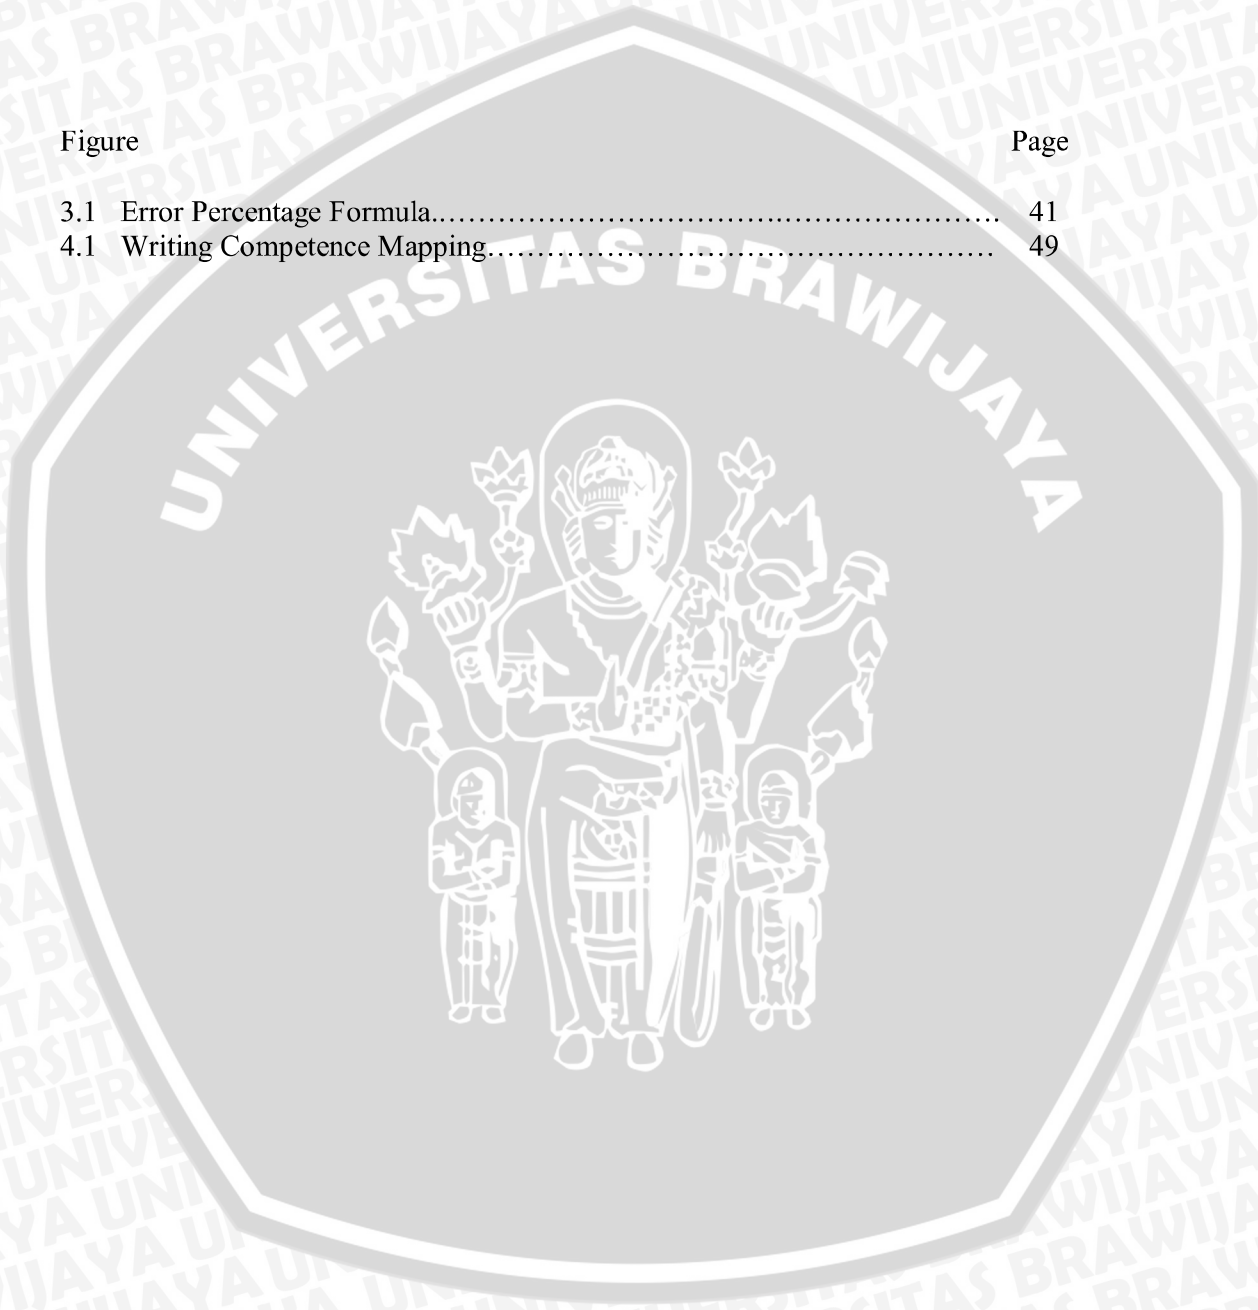 Figure Page
3.1 Error Percentage Formula........................................................ 41
4.1 Writing Competence Mapping.................................................. 49
UNIVERSITAS BRAWIJAYA